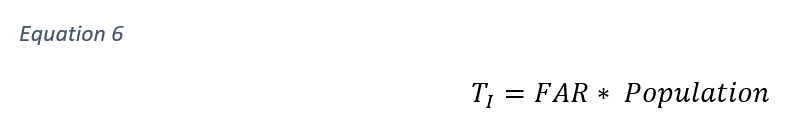 Equation 6
T_I = FAR * Population